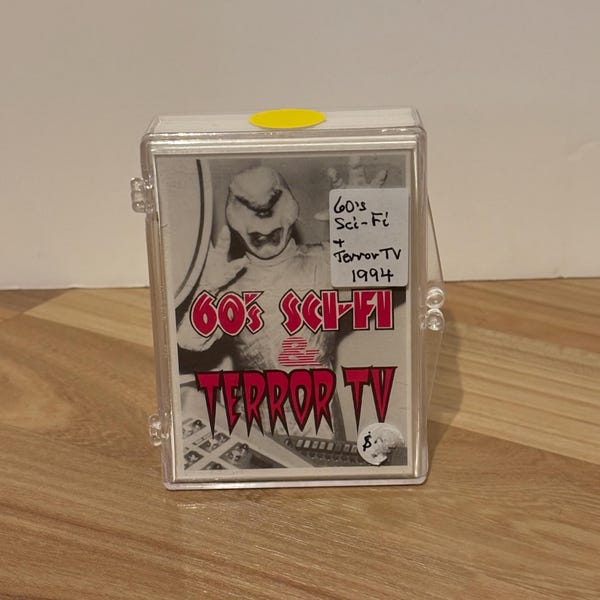 60's
Sci-Fi
+
Terror TV
1994
60's SCI-FI
&
TERROR TV
$